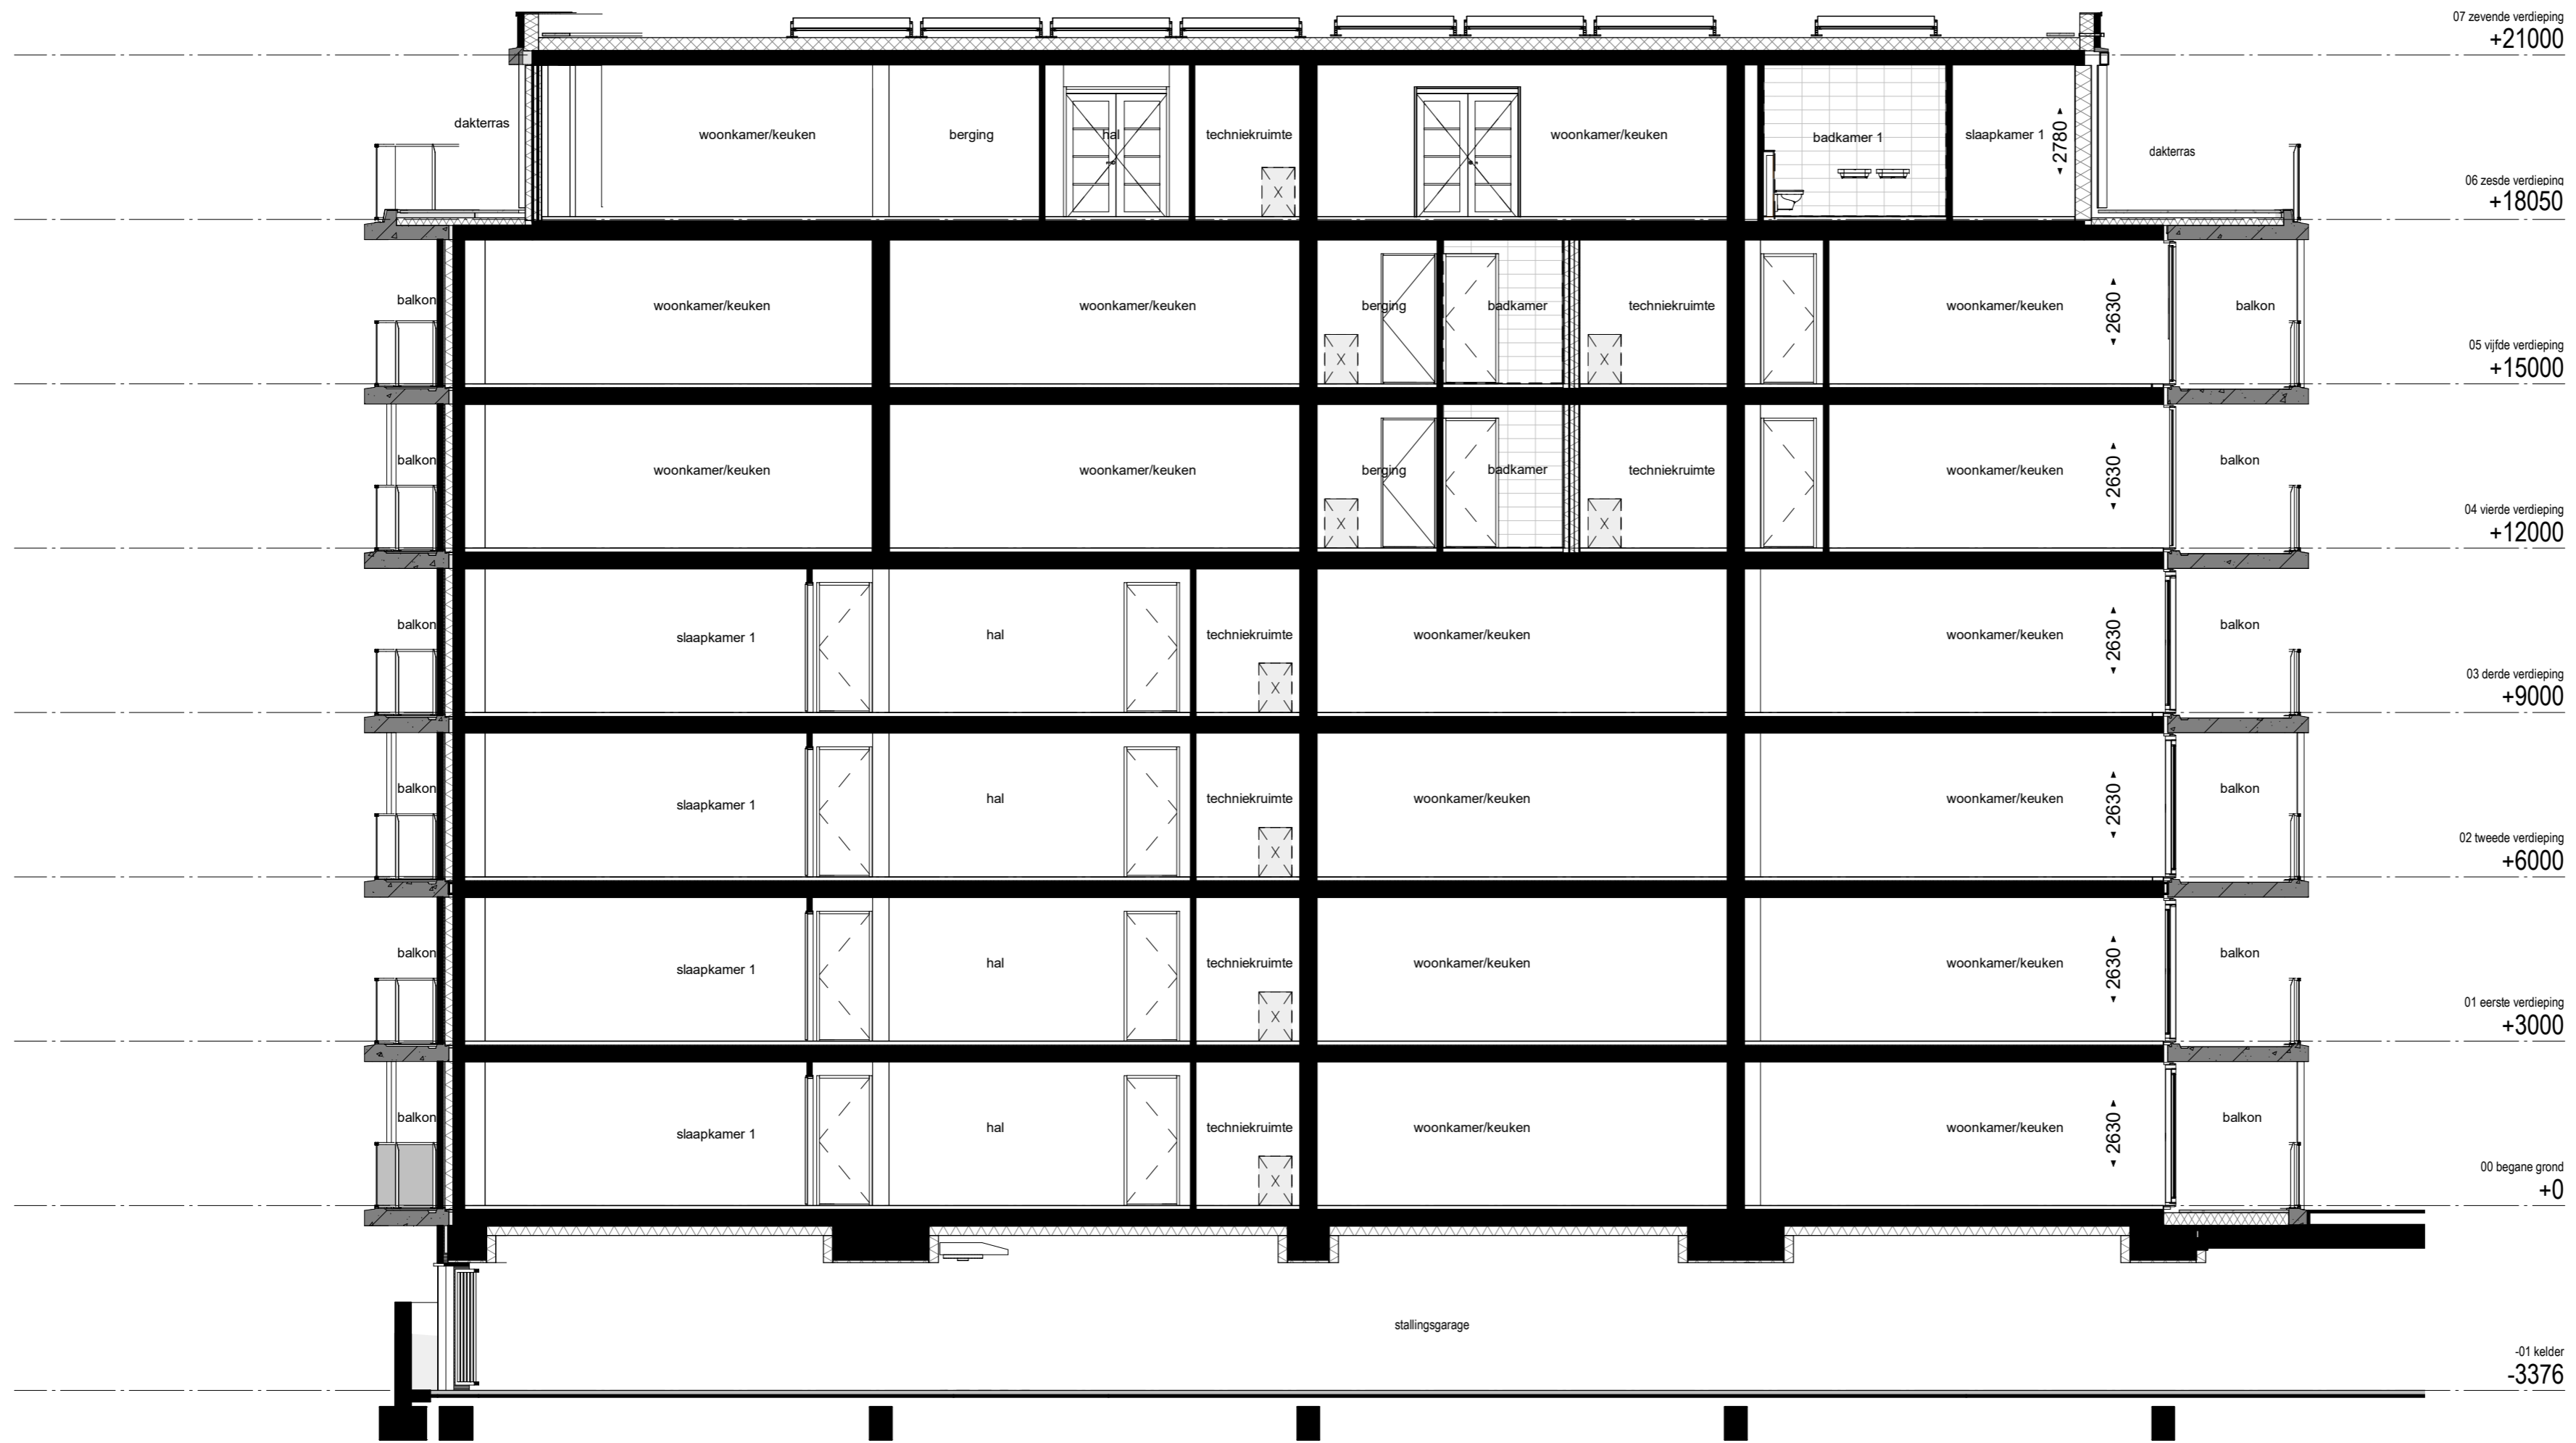 07 zevende verdieping
+21000
dakterras
woonkamer/keuken
berging
hal
techniekruimte
woonkamer/keuken
badkamer 1
slaapkamer 1
2780
dakterras
06 zesde verdieping
+18050
balkon
woonkamer/keuken
woonkamer/keuken
berging
badkamer
techniekruimte
woonkamer/keuken
2630
balkon
05 vijfde verdieping
+15000
balkon
woonkamer/keuken
woonkamer/keuken
berging
badkamer
techniekruimte
woonkamer/keuken
2630
balkon
04 vierde verdieping
+12000
balkon
slaapkamer 1
hal
techniekruimte
woonkamer/keuken
woonkamer/keuken
2630
balkon
03 derde verdieping
+9000
balkon
slaapkamer 1
hal
techniekruimte
woonkamer/keuken
woonkamer/keuken
2630
balkon
02 tweede verdieping
+6000
balkon
slaapkamer 1
hal
techniekruimte
woonkamer/keuken
woonkamer/keuken
2630
balkon
01 eerste verdieping
+3000
balkon
slaapkamer 1
hal
techniekruimte
woonkamer/keuken
woonkamer/keuken
2630
balkon
00 begane grond
+0
stallingsgarage
-01 kelder
-3376